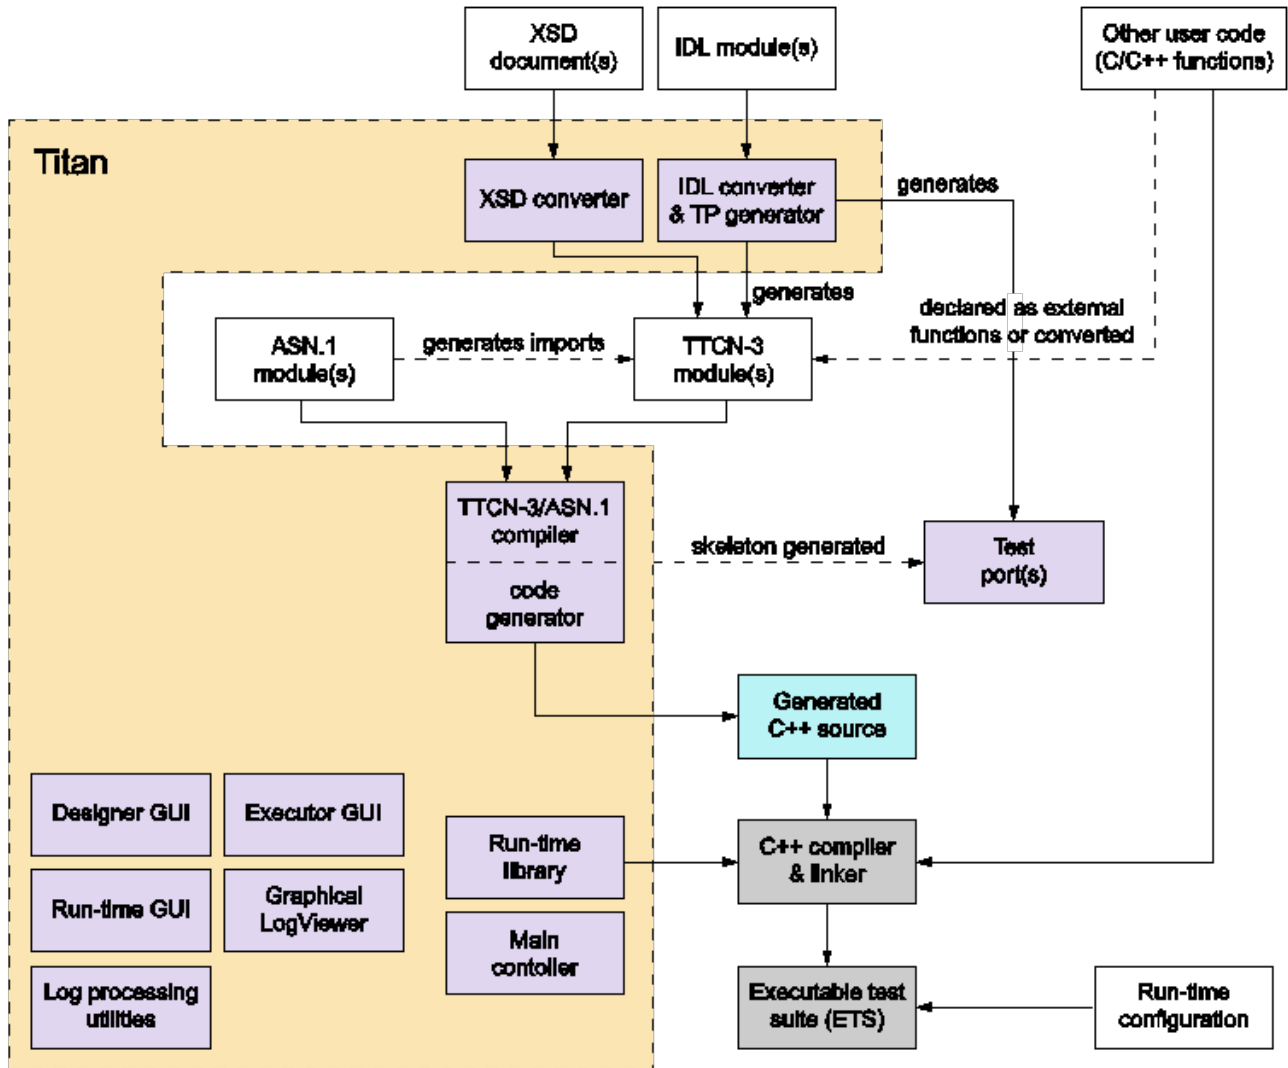 XSD
document(s)
IDL module(s)
Other user code
(C/C++ functions)
Titan
XSD converter
IDL converter
& TP generator
generates
generates
declared as external
functions or converted
ASN.1
module(s)
generates imports
TTCN-3
module(s)
TTCN-3/ASN.1
compiler
code
generator
skeleton generated
Test
port(s)
Generated
C++ source
Designer GUI
Executor GUI
Run-time
library
C++ compiler
& linker
Run-time GUI
Graphical
LogViewer
Main
contoller
Log processing
utilities
Executable test
suite (ETS)
Run-time
configuration